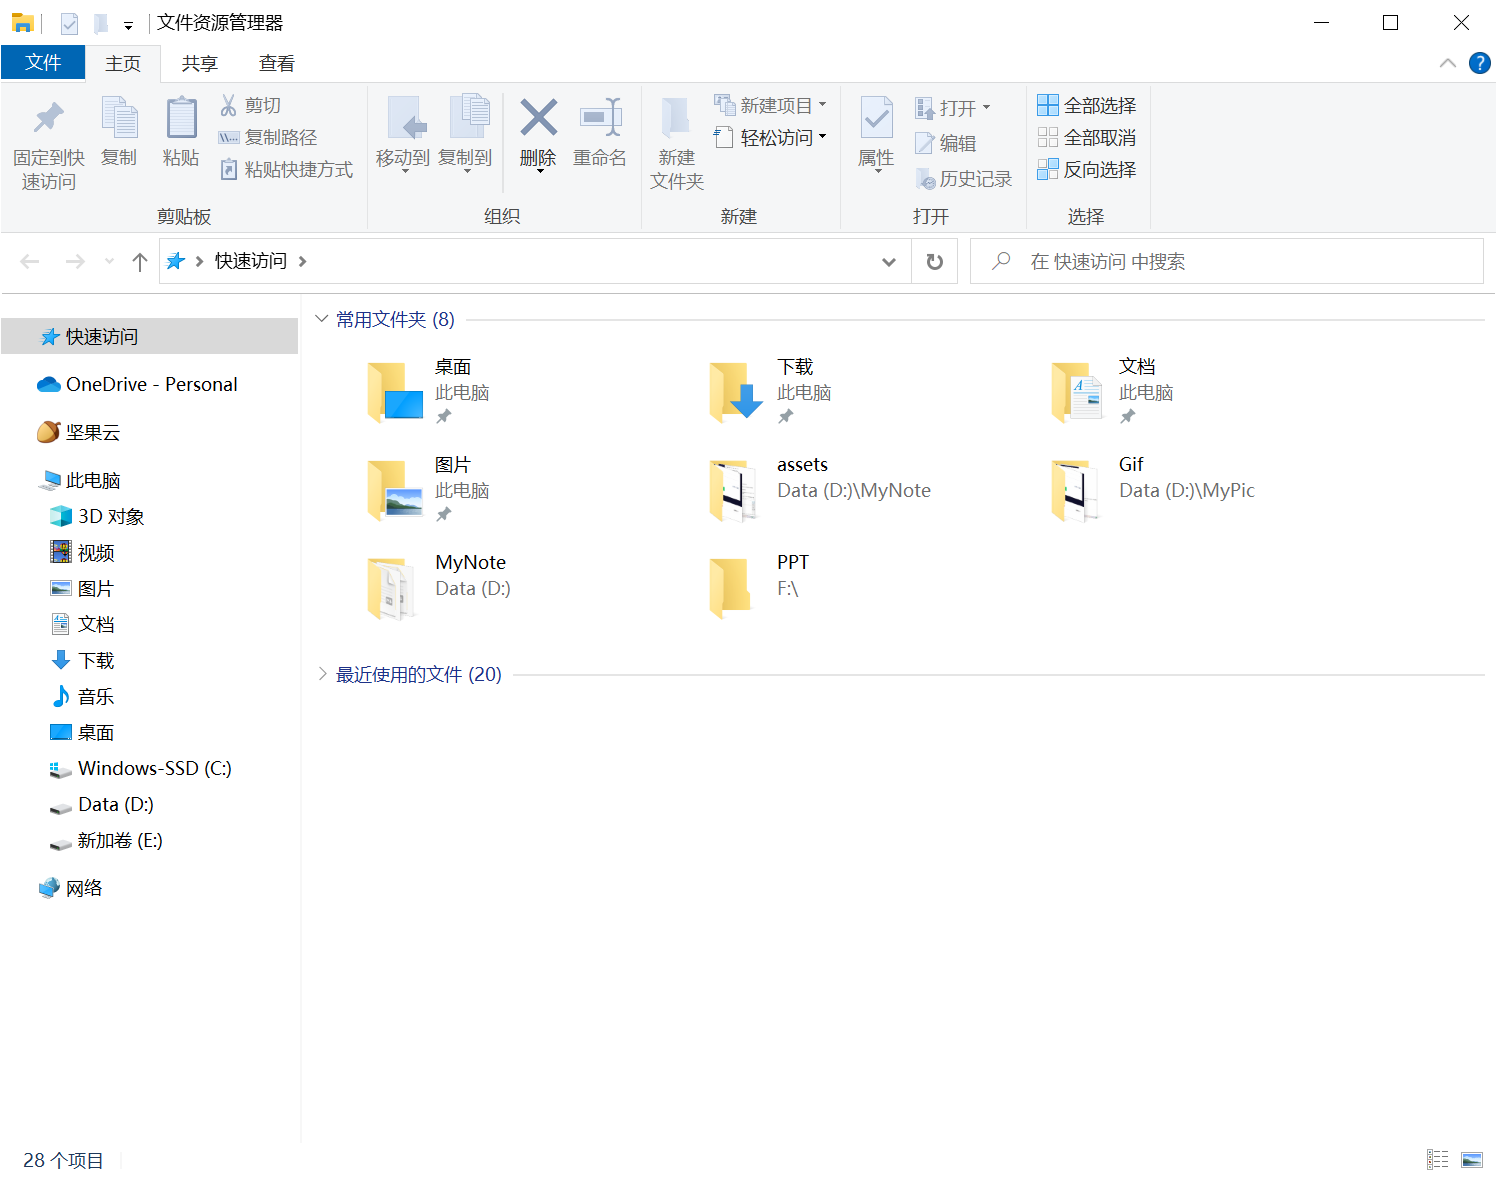 文件资源管理器
文件 主页 共享 查看
固定到快
速访问
复制
粘贴
剪切
复制路径
粘贴快捷方式
剪贴板
移动到
复制到
删除
重命名
组织
新建
文件夹
新建项目
轻松访问
新建
属性
打开
编辑
历史记录
打开
全部选择
全部取消
反向选择
选择
快速访问
在 快速访问 中搜索
快速访问
OneDrive - Personal
坚果云
此电脑
3D 对象
视频
图片
文档
下载
音乐
桌面
Windows-SSD (C:)
Data (D:)
新加卷 (E:)
网络
常用文件夹 (8)
桌面
此电脑
下载
此电脑
文档
此电脑
图片
此电脑
assets
Data (D:)\MyNote
Gif
Data (D:)\MyPic
MyNote
Data (D:)
PPT
F:\
最近使用的文件 (20)
28 个项目